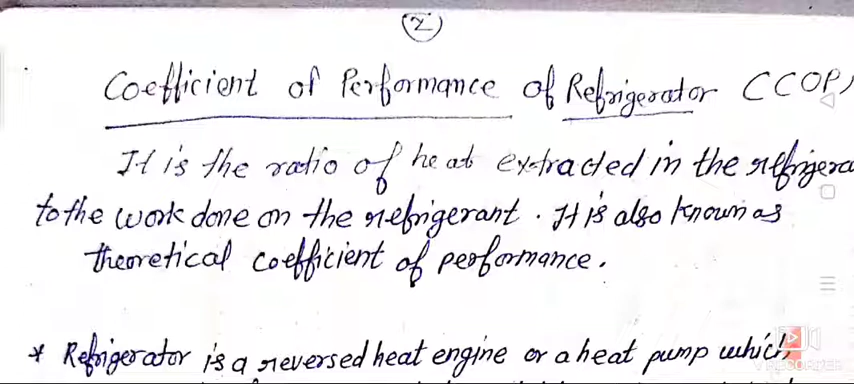 2
Coefficient of Performance of Refrigerator (COP)
It is the ratio of heat extracted in the refrigera
to the work done on the refrigerant. It is also known as
theoretical coefficient of performance.
* Refrigerator is a reversed heat engine or a heat pump which
RECORDER